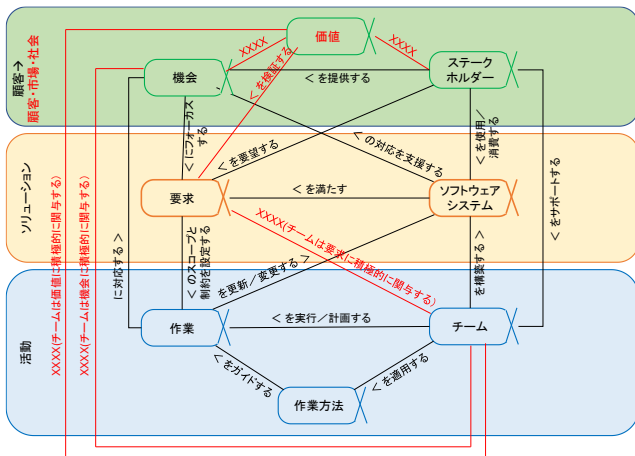 顧客→
顧客・市場・社会
価値
XXXX
XXXX
機会
ステーク
ホルダー
< を提供する
< を検証する
< にフォーカス
する
< を要望する
< の対応を支援する
< を使用／
消費する
ソリューション
要求
< を満たす
ソフトウェア
システム
< をサポートする
XXXX(チームは価値に積極的に関与する)
XXXX(チームは機会に積極的に関与する)
に対応する >
< のスコープと
制約を設定する
を更新／変更する >
XXXX(チームは要求に積極的に関与する)
を構築する >
活動
作業
< を実行／計画する
チーム
< をガイドする
< を適用する
作業方法